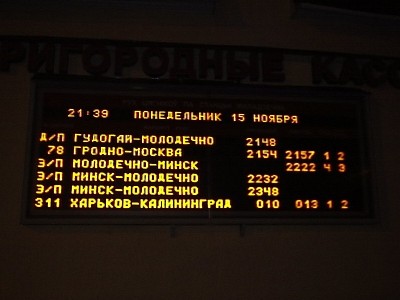 ПРИГОРОДНЫЕ КАСС
21:39 ПОНЕДЕЛЬНИК 15 НОЯБРЯ
Д/П ГУДОГАЙ-МОЛОДЕЧНО 2148
78 ГРОДНО-МОСКВА 2154 2157 1 2
Э/П МОЛОДЕЧНО-МИНСК 2222 4 3
Э/П МИНСК-МОЛОДЕЧНО 2232
Э/П МИНСК-МОЛОДЕЧНО 2348
311 ХАРЬКОВ-КАЛИНИНГРАД 010 013 1 2